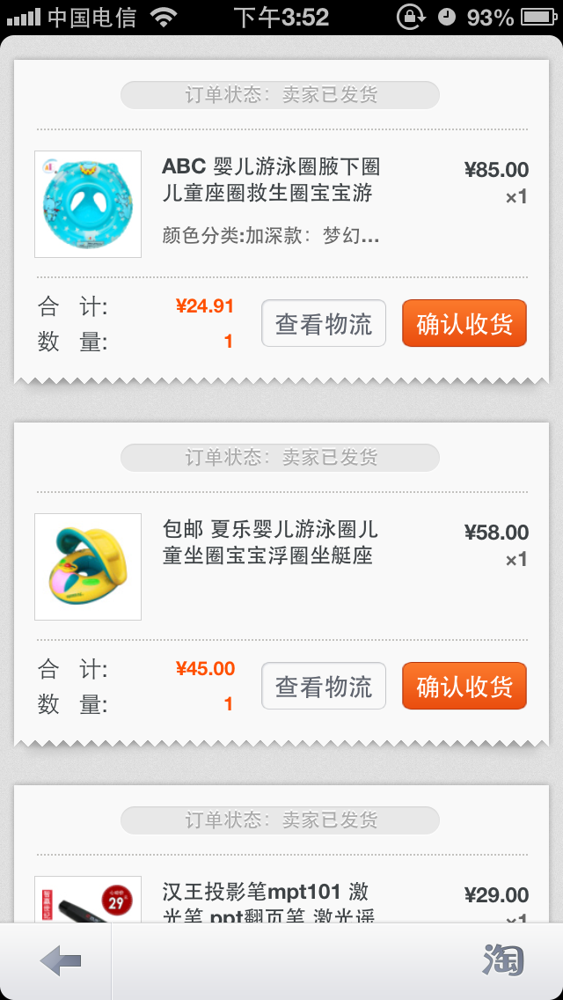 中国电信 下午3:52 93%
订单状态：卖家已发货
ABC 婴儿游泳圈腋下圈 ¥85.00
儿童座圈救生圈宝宝游 ×1
颜色分类:加深款：梦幻...
合 计: ¥24.91
数 量: 1
查看物流 确认收货
订单状态：卖家已发货
包邮 夏乐婴儿游泳圈儿 ¥58.00
童坐圈宝宝浮圈坐艇座 ×1
合 计: ¥45.00
数 量: 1
查看物流 确认收货
订单状态：卖家已发货
汉王投影笔mpt101 激 ¥29.00
光笔 ppt翻页笔 激光遥 ×1
29
淘